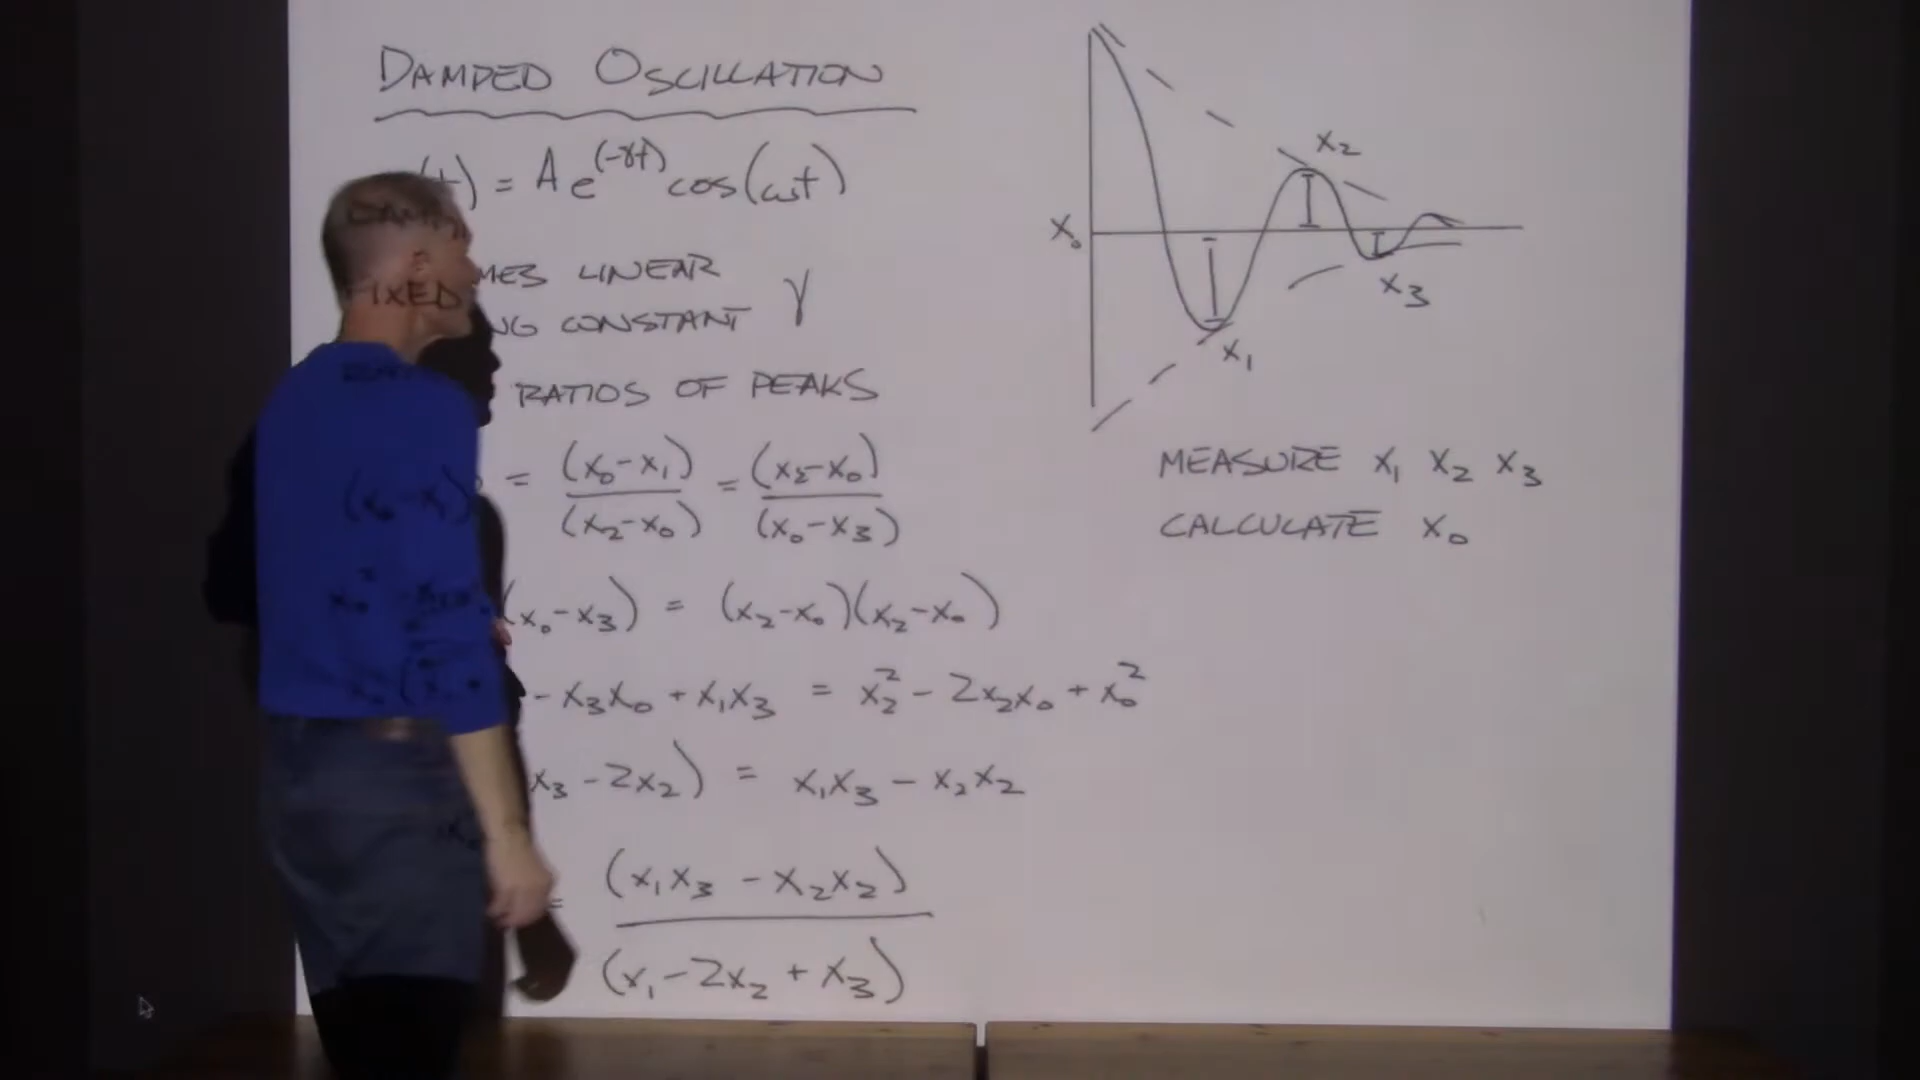 DAMPED OSCILLATION
(t) = A e^(-γt) cos(ωt)
MES LINEAR
FIXED NG CONSTANT γ
RATIOS OF PEAKS
= (x₀-x₁) / (x₂-x₀) = (x₂-x₀) / (x₀-x₃)
(x₀-x₃) = (x₂-x₀)(x₂-x₀)
- x₃x₀ + x₁x₃ = x₂² - 2x₂x₀ + x₀²
x₃ - 2x₂) = x₁x₃ - x₂x₂
= (x₁x₃ - x₂x₂) / (x₁ - 2x₂ + x₃)
x₂
x₀
x₃
x₁
MEASURE x₁ x₂ x₃
CALCULATE x₀